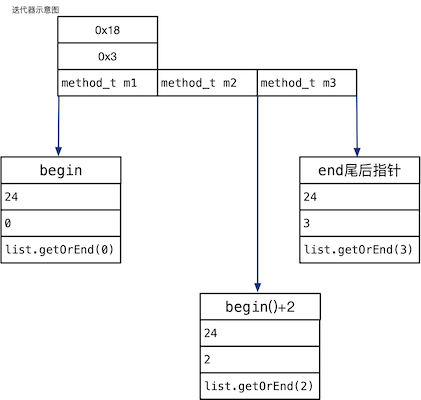 迭代器示意图
0x18
0x3
method_t m1 method_t m2 method_t m3
begin
24
0
list.getOrEnd(0)
end尾后指针
24
3
list.getOrEnd(3)
begin()+2
24
2
list.getOrEnd(2)